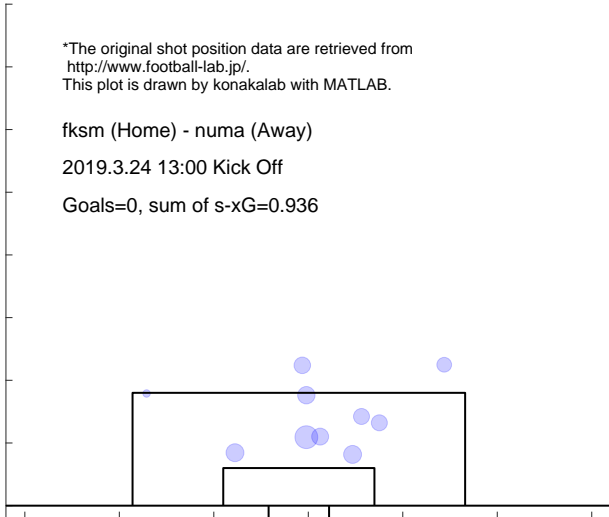 *The original shot position data are retrieved from
http://www.football-lab.jp/.
This plot is drawn by konakalab with MATLAB.
fksm (Home) - numa (Away)
2019.3.24 13:00 Kick Off
Goals=0, sum of s-xG=0.936